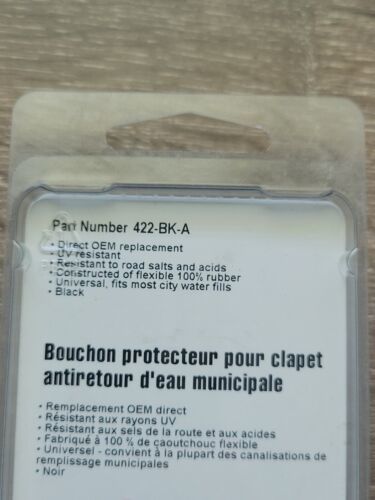 Part Number 422-BK-A
• Direct OEM replacement
• UV resistant
• Resistant to road salts and acids
• Constructed of flexible 100% rubber
• Universal, fits most city water fills
• Black
Bouchon protecteur pour clapet
antiretour d'eau municipale
• Remplacement OEM direct
• Résistant aux rayons UV
• Résistant aux sels de la route et aux acides
• Fabriqué à 100 % de caoutchouc flexible
• Universel - convient à la plupart des canalisations de
remplissage municipales
• Noir